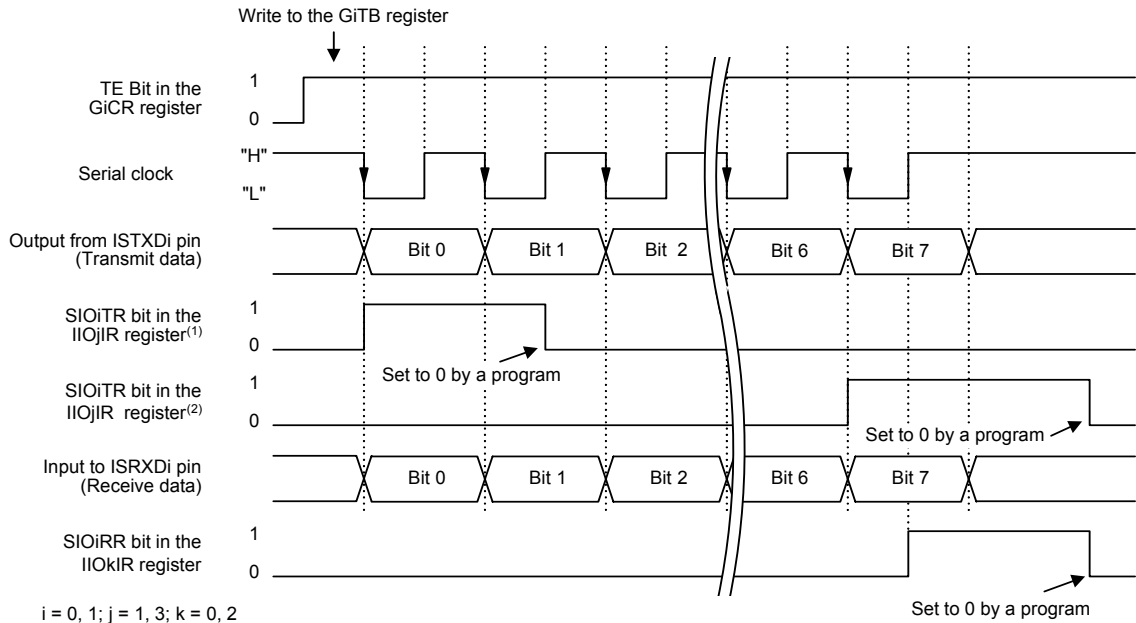 Write to the GiTB register
TE Bit in the
GiCR register
1
0
Serial clock
"H"
"L"
Output from ISTXDi pin
(Transmit data)
Bit 0
Bit 1
Bit 2
Bit 6
Bit 7
SIOiTR bit in the
IIOjIR register(1)
1
0
Set to 0 by a program
SIOiTR bit in the
IIOjIR register(2)
1
0
Set to 0 by a program
Input to ISRXDi pin
(Receive data)
Bit 0
Bit 1
Bit 2
Bit 6
Bit 7
SIOiRR bit in the
IIOkIR register
1
0
Set to 0 by a program
i = 0, 1; j = 1, 3; k = 0, 2